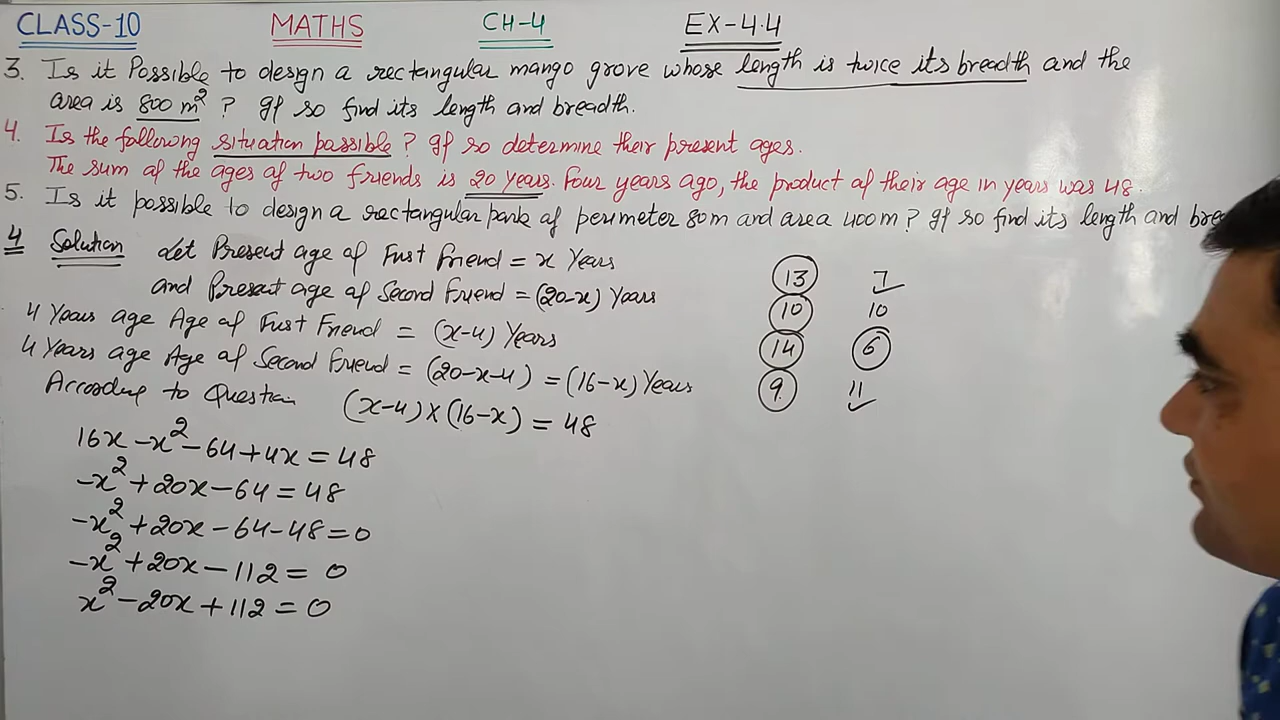 CLASS-10 MATHS CH-4 EX-4.4
3. Is it Possible to design a rectangular mango grove whose length is twice its breadth and the
area is 800 m² ? If so find its length and breadth.
4. Is the following situation possible ? If so determine their present ages.
The sum of the ages of two friends is 20 years. Four years ago, the product of their age in years was 48.
5. Is it possible to design a rectangular park of perimeter 80m and area 400m ? If so find its length and
4 Solution Let Present age of First friend = x Years
and Present age of Second Friend = (20-x) Years
4 Years age Age of First Friend = (x-4) Years
4 Years age Age of Second Friend = (20-x-4) = (16-x) Years
According to Question (x-4) × (16-x) = 48
16x - x² - 64 + 4x = 48
-x² + 20x - 64 = 48
-x² + 20x - 64 - 48 = 0
-x² + 20x - 112 = 0
x² - 20x + 112 = 0
13 7
10 10
14 6
9 11